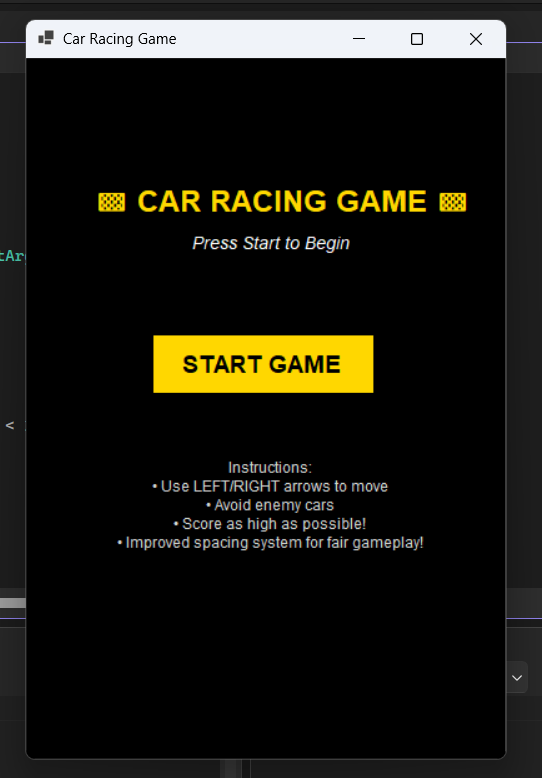 Car Racing Game
CAR RACING GAME
Press Start to Begin
START GAME
Instructions:
• Use LEFT/RIGHT arrows to move
• Avoid enemy cars
• Score as high as possible!
• Improved spacing system for fair gameplay!
tAr
<